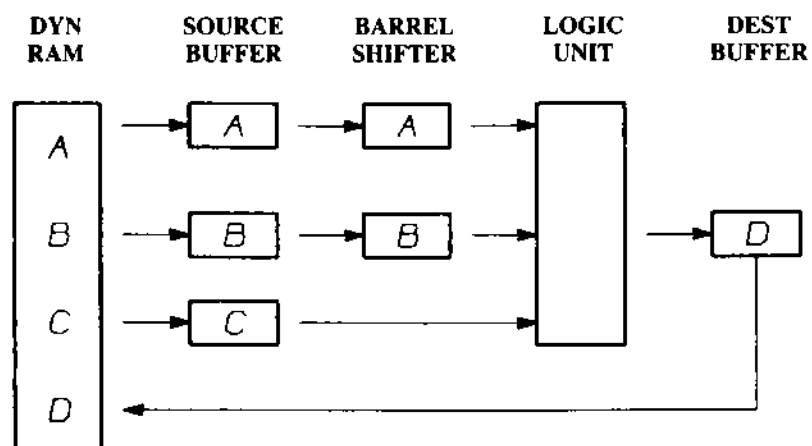 DYN SOURCE BARREL LOGIC DEST
RAM BUFFER SHIFTER UNIT BUFFER
A A A
B B B D
C C
D